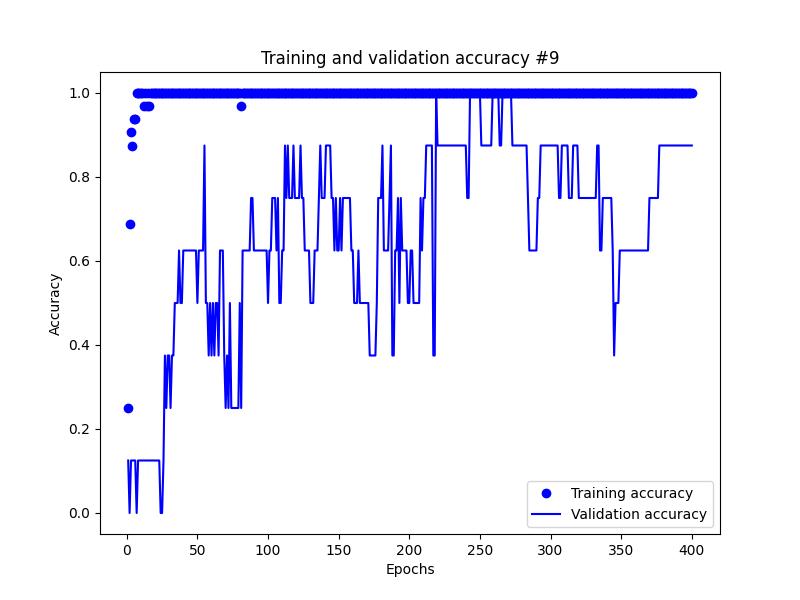 Training and validation accuracy #9
1.0
0.8
0.6
0.4
0.2
0.0
Accuracy
Training accuracy
Validation accuracy
0 50 100 150 200 250 300 350 400
Epochs